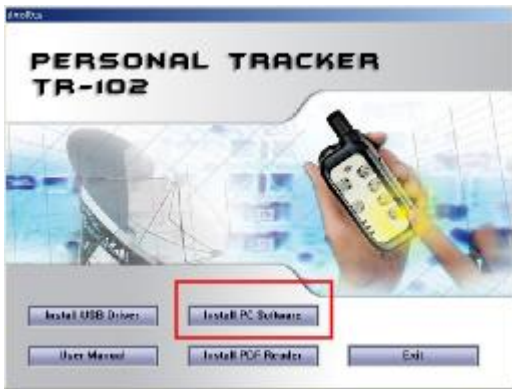 PERSONAL TRACKER
TR-102
Install USB Driver
Install PC Software
User Manual
Install PDF Reader
Exit